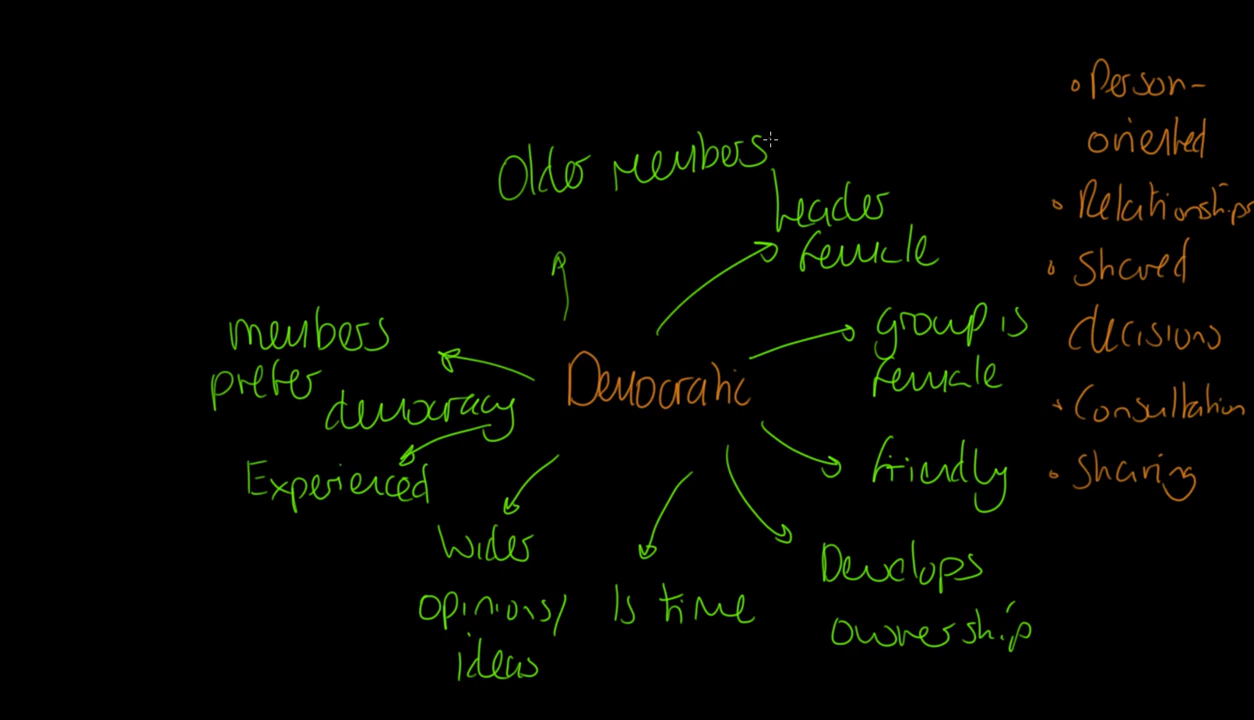 Older members
Leader
female
group is
female
friendly
Develops
ownership
Is time
Wider
opinions/
ideas
Experienced
members
prefer
democracy
Democratic
• Person-
oriented
• Relationships
• Shared
decisions
• Consultation
• Sharing